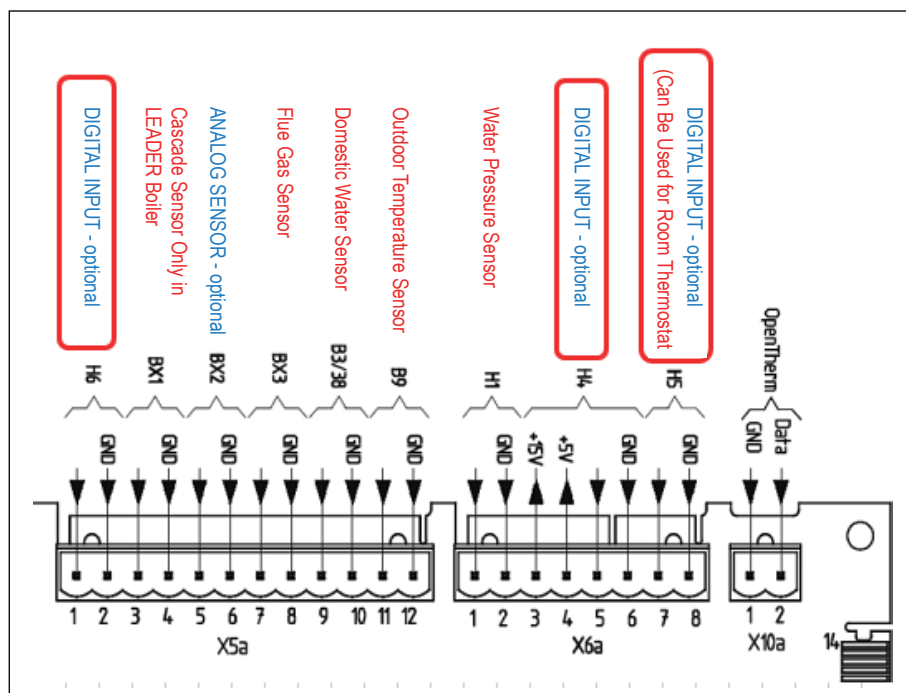 DIGITAL INPUT - optional
Cascade Sensor Only in
LEADER Boiler
ANALOG SENSOR - optional
Flue Gas Sensor
Domestic Water Sensor
Outdoor Temperature Sensor
Water Pressure Sensor
DIGITAL INPUT - optional
DIGITAL INPUT - optional
(Can Be Used for Room Thermostat
OpenTherm
H6 BX1 BX2 BX3 B3/38 B9 H1 H4 H5
GND GND GND GND GND GND GND +15V +5V GND GND GND Data
1 2 3 4 5 6 7 8 9 10 11 12 1 2 3 4 5 6 7 8 1 2
X5a X6a X10a 14